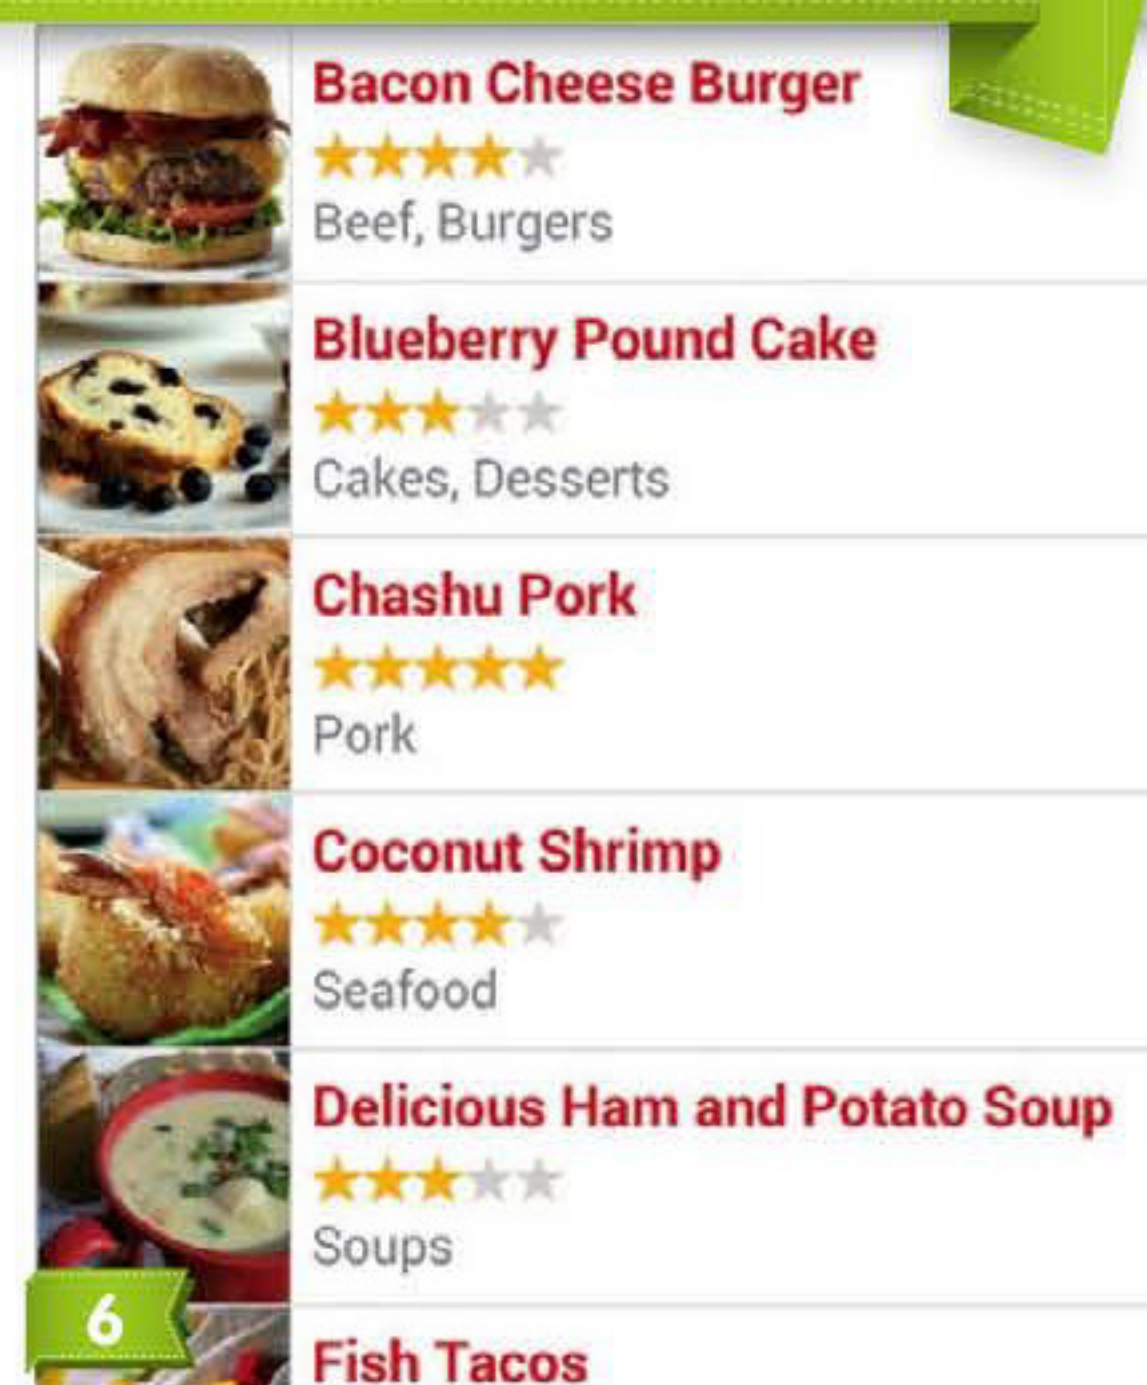 Bacon Cheese Burger
Beef, Burgers
Blueberry Pound Cake
Cakes, Desserts
Chashu Pork
Pork
Coconut Shrimp
Seafood
Delicious Ham and Potato Soup
Soups
6
Fish Tacos